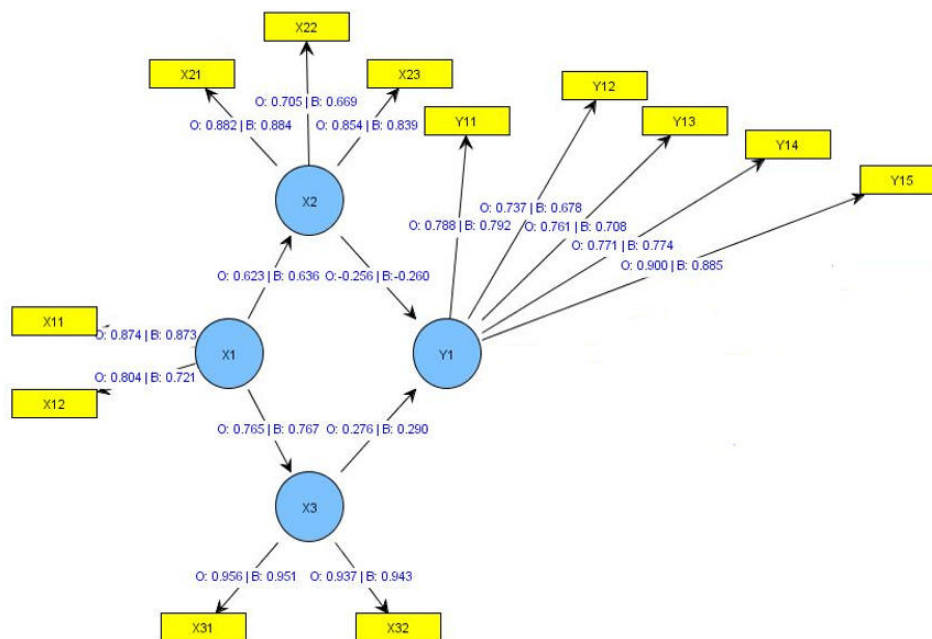 X22
X21
X23
O: 0.705 | B: 0.669
O: 0.882 | B: 0.884
O: 0.854 | B: 0.839
X2
Y11
Y12
Y13
Y14
Y15
O: 0.737 | B: 0.678
O: 0.788 | B: 0.792
O: 0.761 | B: 0.708
O: 0.771 | B: 0.774
O: 0.900 | B: 0.885
O: 0.623 | B: 0.636
O:-0.256 | B:-0.260
X11
O: 0.874 | B: 0.873
X1
Y1
O: 0.804 | B: 0.721
X12
O: 0.765 | B: 0.767
O: 0.276 | B: 0.290
X3
O: 0.956 | B: 0.951
O: 0.937 | B: 0.943
X31
X32